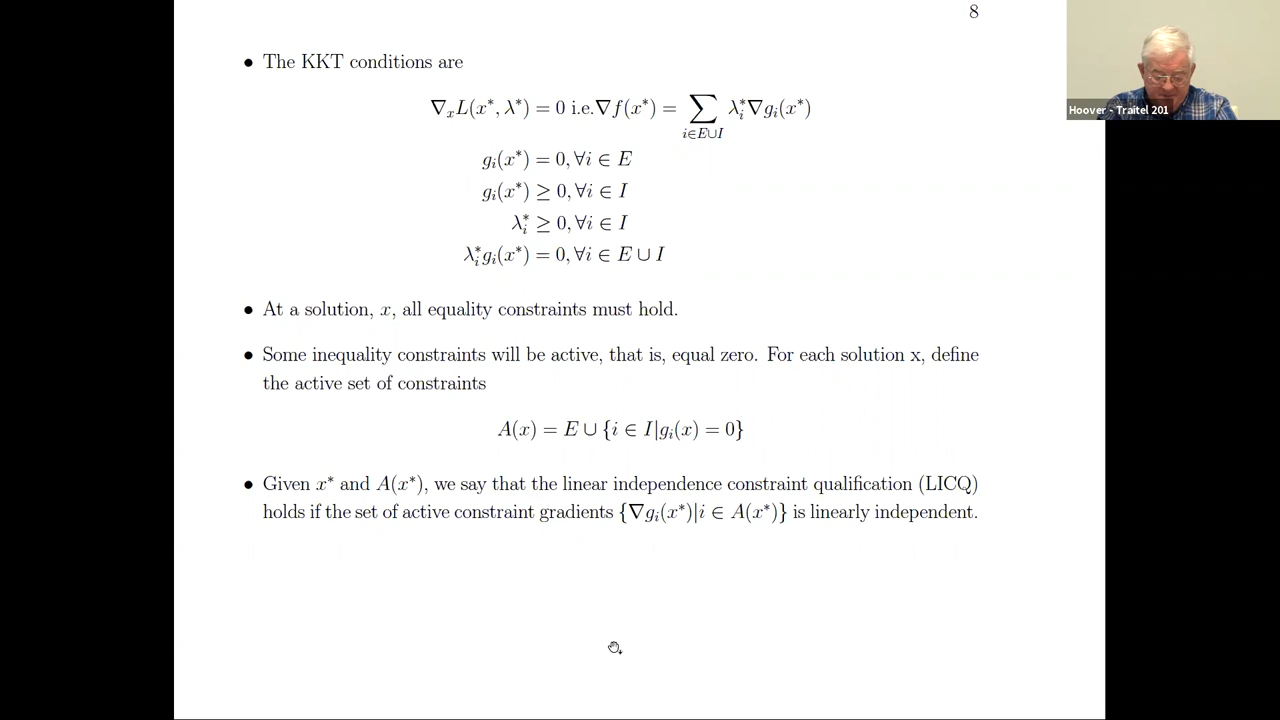 8
• The KKT conditions are
∇ₓL(x*, λ*) = 0 i.e.∇f(x*) = ∑_{i∈E∪I} λᵢ*∇gᵢ(x*)
gᵢ(x*) = 0, ∀i ∈ E
gᵢ(x*) ≥ 0, ∀i ∈ I
λᵢ* ≥ 0, ∀i ∈ I
λᵢ*gᵢ(x*) = 0, ∀i ∈ E ∪ I
• At a solution, x, all equality constraints must hold.
• Some inequality constraints will be active, that is, equal zero. For each solution x, define
the active set of constraints
A(x) = E ∪ {i ∈ I|gᵢ(x) = 0}
• Given x* and A(x*), we say that the linear independence constraint qualification (LICQ)
holds if the set of active constraint gradients {∇gᵢ(x*)|i ∈ A(x*)} is linearly independent.
Hoover - Traitel 201